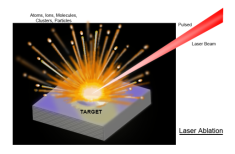 Atoms, Ions, Molecules,
Clusters, Particles
Pulsed
Laser Beam
TARGET
Laser Ablation